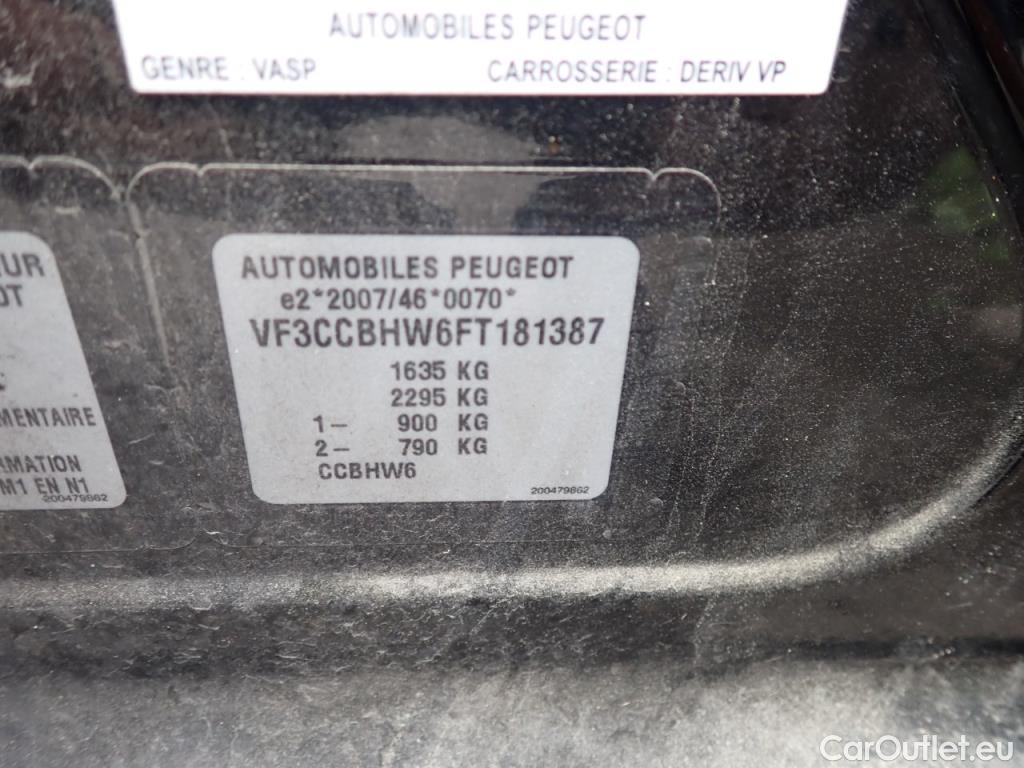 AUTOMOBILES PEUGEOT
GENRE : VASP CARROSSERIE : DERIV VP
AUTOMOBILES PEUGEOT
e2*2007/46*0070*
VF3CCBHW6FT181387
1635 KG
2295 KG
1- 900 KG
2- 790 KG
CCBHW6
200479862
UR
OT
MENTAIRE
RMATION
M1 EN N1
200479862
CarOutlet.eu